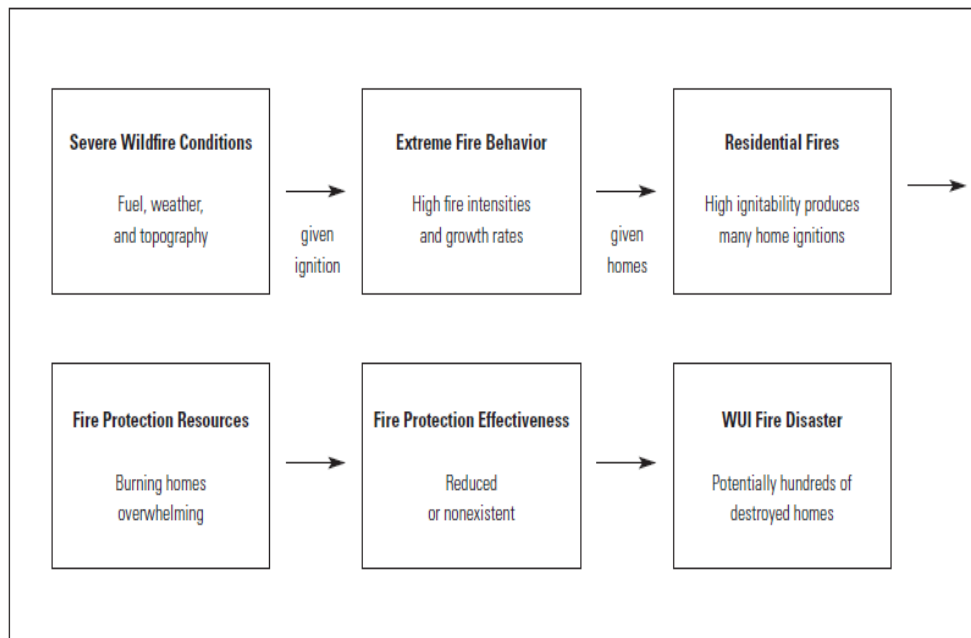 Severe Wildfire Conditions
Fuel, weather,
and topography
given
ignition
Extreme Fire Behavior
High fire intensities
and growth rates
given
homes
Residential Fires
High ignitability produces
many home ignitions
Fire Protection Resources
Burning homes
overwhelming
Fire Protection Effectiveness
Reduced
or nonexistent
WUI Fire Disaster
Potentially hundreds of
destroyed homes